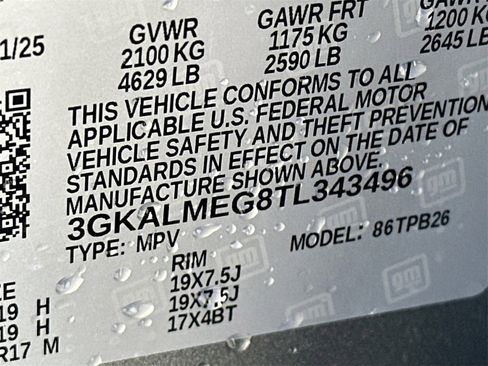 1/25 GVWR GAWR FRT GAWR
2100 KG 1175 KG 1200 KG
4629 LB 2590 LB 2645 LB
THIS VEHICLE CONFORMS TO ALL
APPLICABLE U.S. FEDERAL MOTOR
VEHICLE SAFETY AND THEFT PREVENTION
STANDARDS IN EFFECT ON THE DATE OF
MANUFACTURE SHOWN ABOVE.
3GKALMEG8TL343496
TYPE: MPV MODEL: 86TPB26
RIM
19 H 19X7.5J
19 H 19X7.5J
R17 M 17X4BT
gm